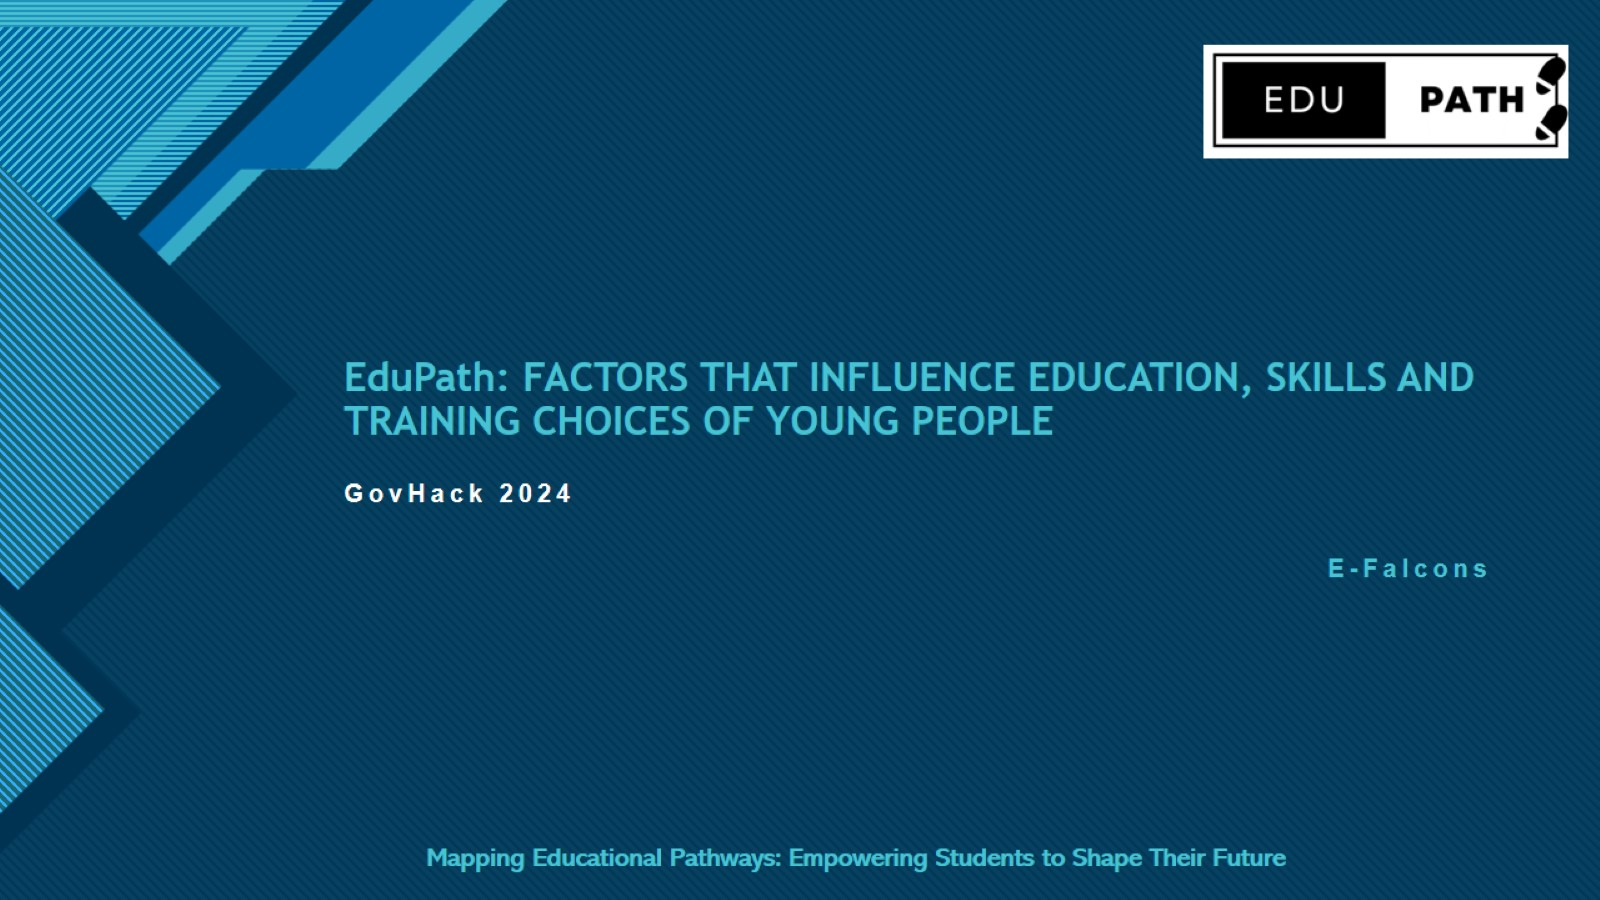 EDU PATH
EduPath: FACTORS THAT INFLUENCE EDUCATION, SKILLS AND
TRAINING CHOICES OF YOUNG PEOPLE
GovHack 2024
E-Falcons
Mapping Educational Pathways: Empowering Students to Shape Their Future